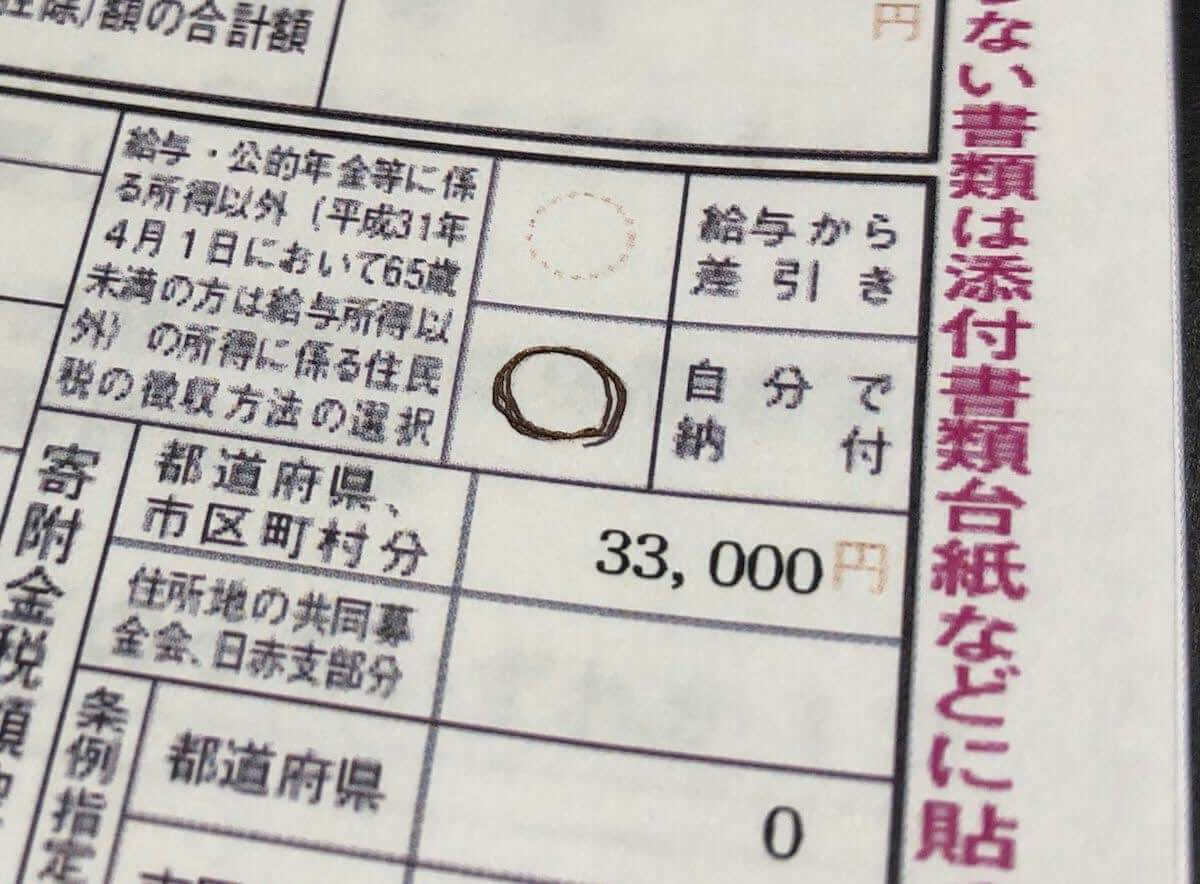 控除)額の合計額
円
給与・公的年金等に係
る所得以外(平成31年
4月1日において65歳
未満の方は給与所得以
外)の所得に係る住民
税の徴収方法の選択
給与から
差引き
自分で
納付
寄附金税額
都道府県、
市区町村分
33,000円
住所地の共同募
金会、日赤支部分
条例指定
都道府県
0
ない書類は添付書類台紙などに貼